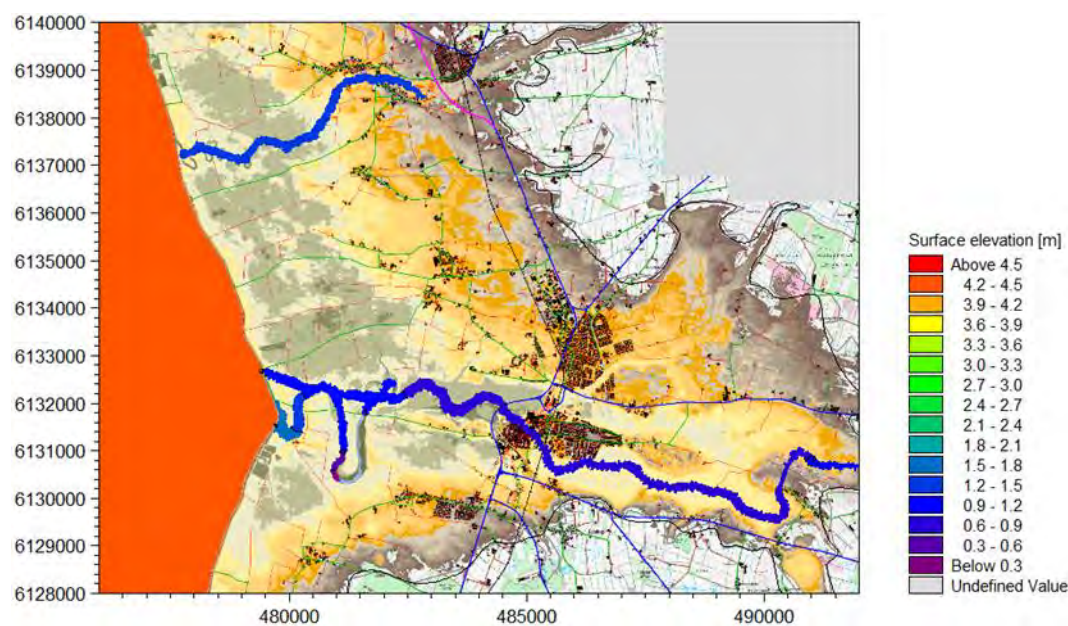 6140000
6139000
6138000
6137000
6136000
6135000
6134000
6133000
6132000
6131000
6130000
6129000
6128000
480000
485000
490000
Surface elevation [m]
Above 4.5
4.2 - 4.5
3.9 - 4.2
3.6 - 3.9
3.3 - 3.6
3.0 - 3.3
2.7 - 3.0
2.4 - 2.7
2.1 - 2.4
1.8 - 2.1
1.5 - 1.8
1.2 - 1.5
0.9 - 1.2
0.6 - 0.9
0.3 - 0.6
Below 0.3
Undefined Value